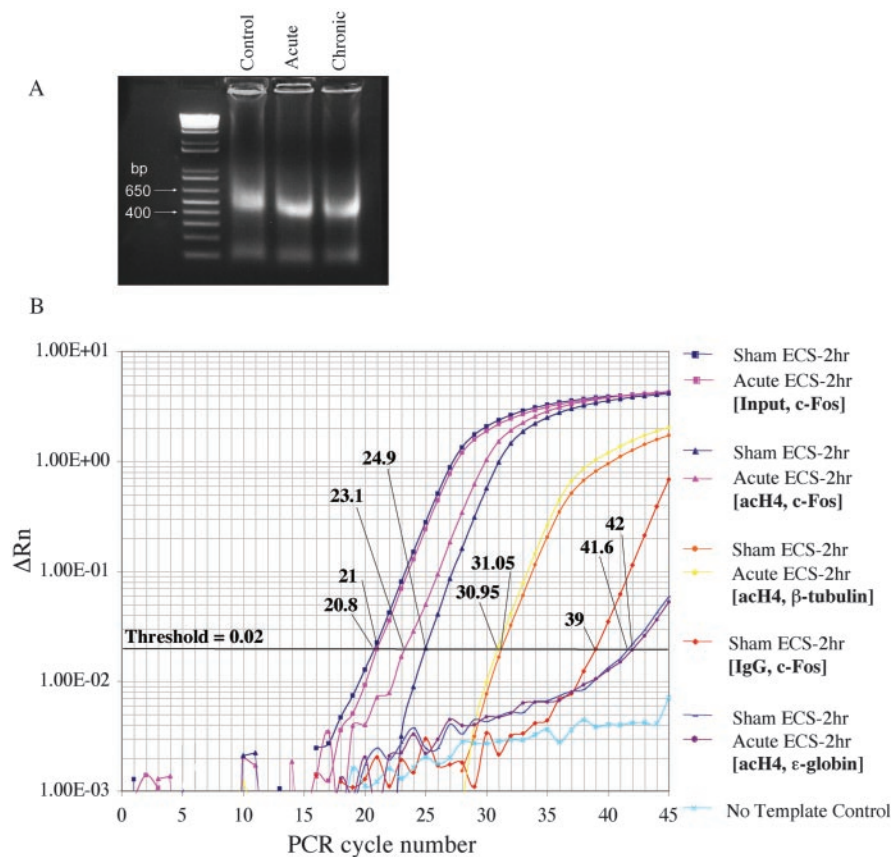 A
Control
Acute
Chronic
bp
650
400
B
1.00E+01
1.00E+00
1.00E-01
1.00E-02
1.00E-03
ΔRn
24.9
23.1
21
20.8
31.05
30.95
42
41.6
39
Threshold = 0.02
0 5 10 15 20 25 30 35 40 45
PCR cycle number
Sham ECS-2hr
Acute ECS-2hr
[Input, c-Fos]
Sham ECS-2hr
Acute ECS-2hr
[acH4, c-Fos]
Sham ECS-2hr
Acute ECS-2hr
[acH4, β-tubulin]
Sham ECS-2hr
[IgG, c-Fos]
Sham ECS-2hr
Acute ECS-2hr
[acH4, ε-globin]
No Template Control